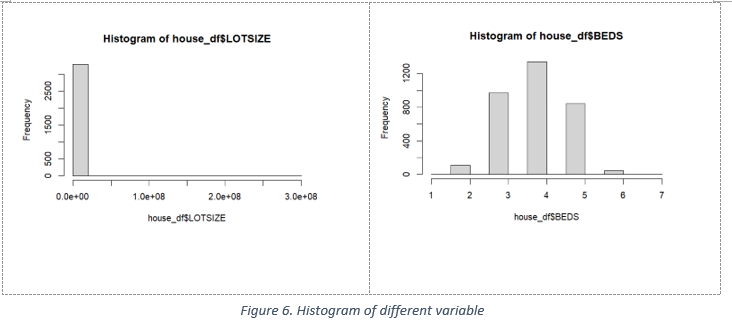 Histogram of house_df$LOTSIZE
Frequency
2500
1500
500
0
0.0e+00 1.0e+08 2.0e+08 3.0e+08
house_df$LOTSIZE
Histogram of house_df$BEDS
Frequency
1200
800
400
0
1 2 3 4 5 6 7
house_df$BEDS
Figure 6. Histogram of different variable